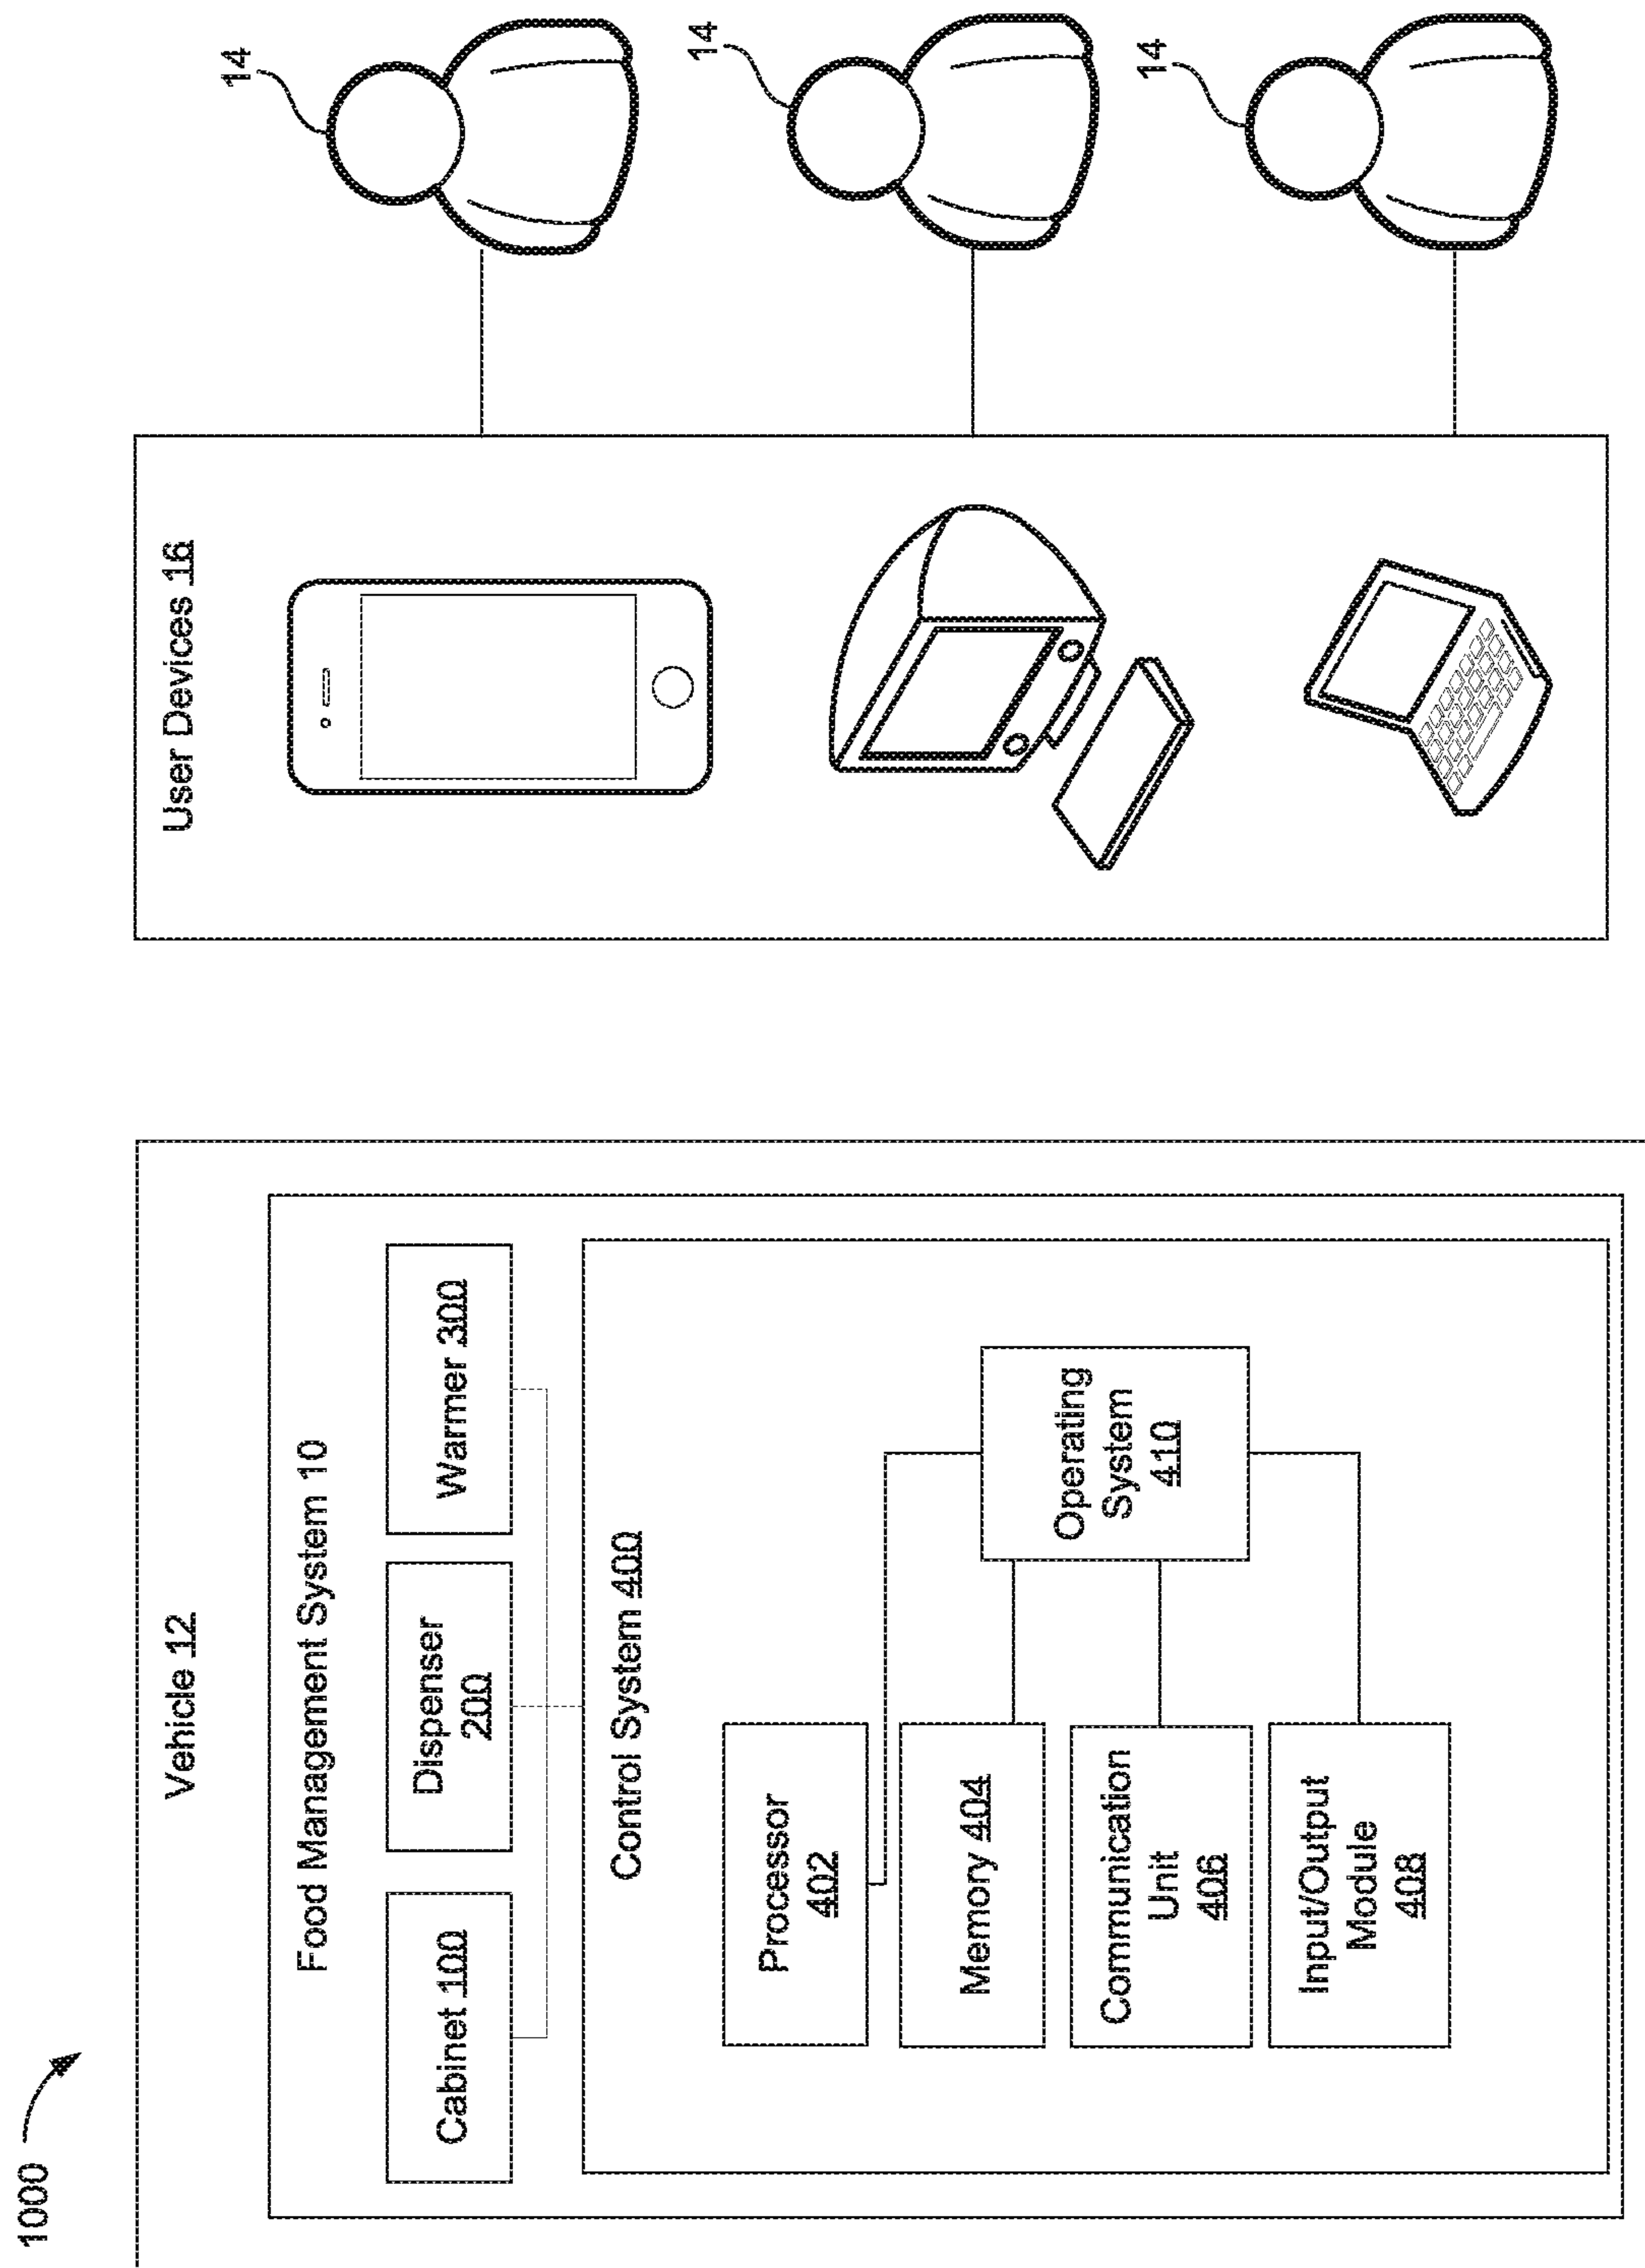 1000
Vehicle 12
Food Management System 10
Cabinet 100
Dispenser
200
Warmer 300
Control System 400
Processor
402
Memory 404
Communication
Unit
406
Input/Output
Module
408
Operating
System
410
User Devices 16
14
14
14